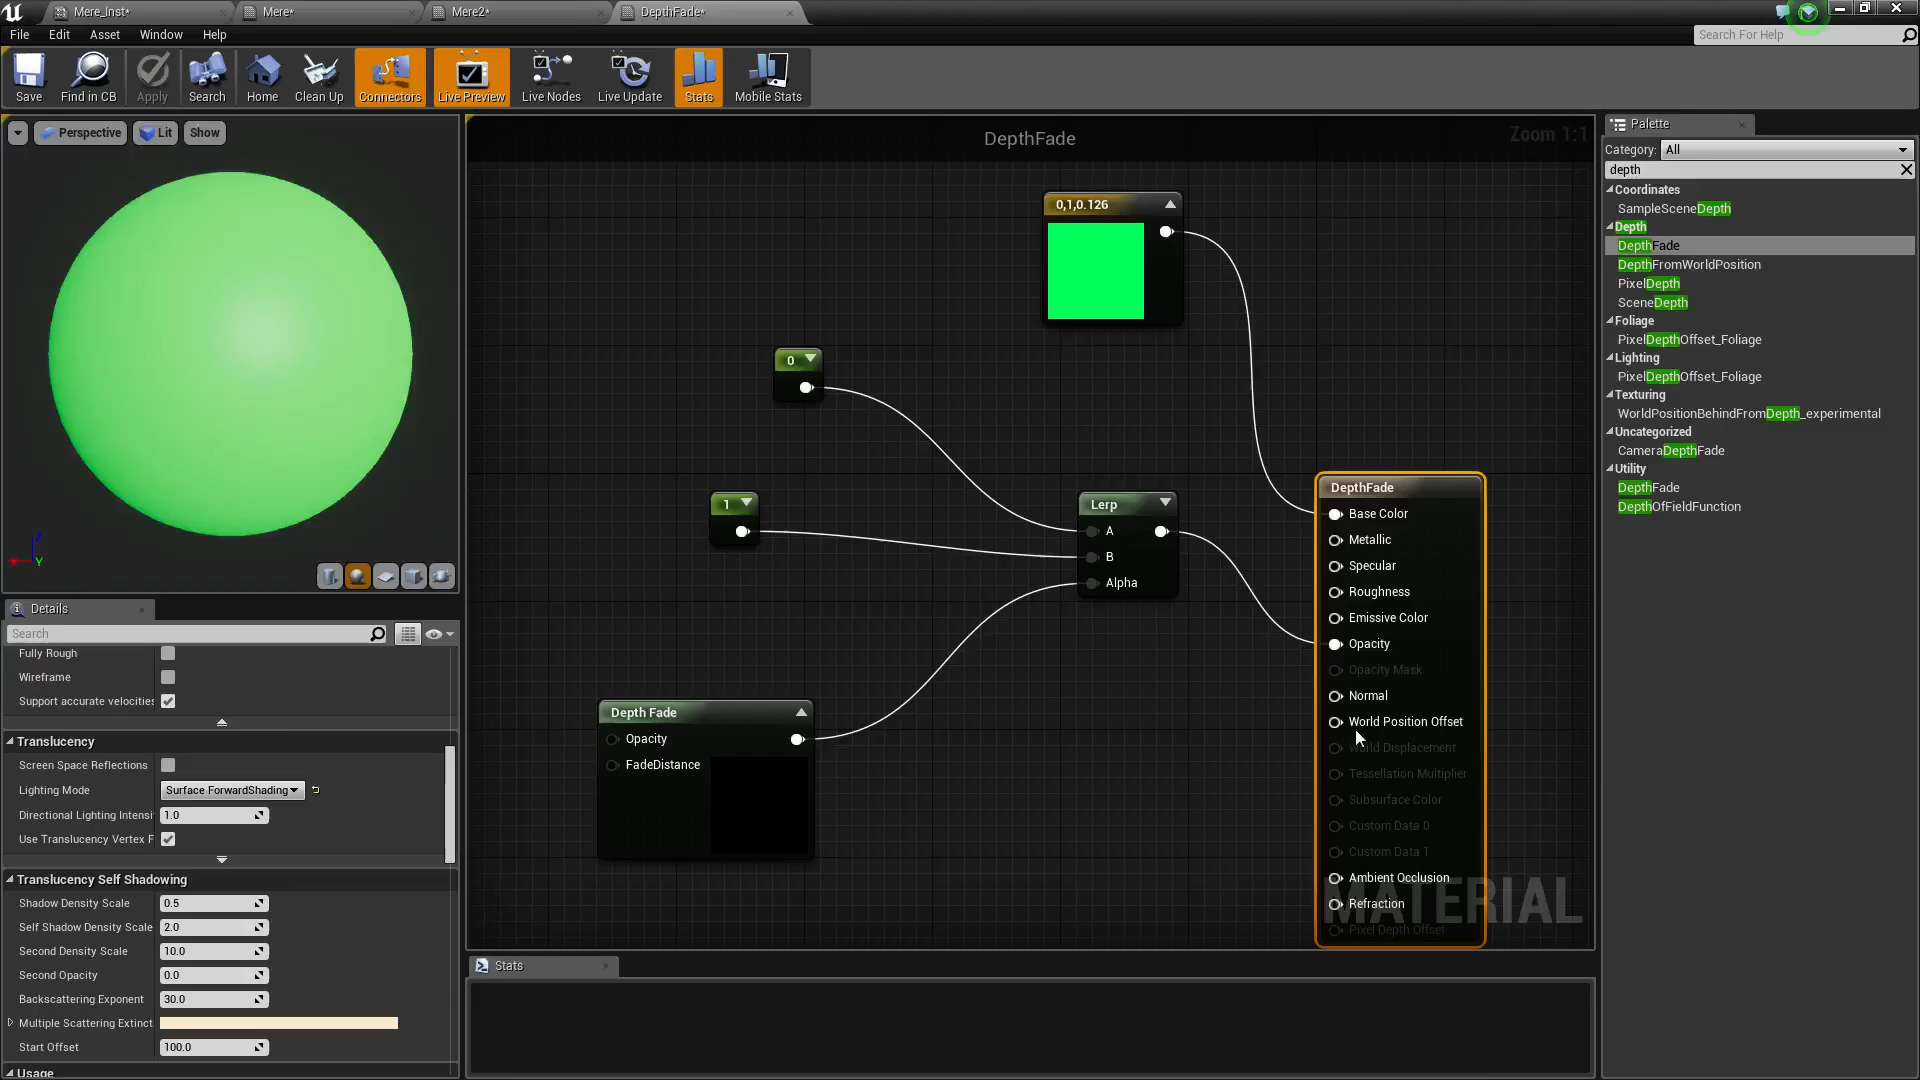 Mere_Inst*
Mere*
Mere2*
DepthFade*
File
Edit
Asset
Window
Help
Search For Help
Save
Find in CB
Apply
Search
Home
Clean Up
Connectors
Live Preview
Live Nodes
Live Update
Stats
Mobile Stats
Perspective
Lit
Show
Z
Y
Details
Search
Fully Rough
Wireframe
Support accurate velocities
Translucency
Screen Space Reflections
Lighting Mode
Surface ForwardShading
Directional Lighting Intensi
1.0
Use Translucency Vertex F
Translucency Self Shadowing
Shadow Density Scale
0.5
Self Shadow Density Scale
2.0
Second Density Scale
10.0
Second Opacity
0.0
Backscattering Exponent
30.0
Multiple Scattering Extinct
Start Offset
100.0
Usage
DepthFade
Zoom 1:1
0,1,0.126
0
1
Lerp
A
B
Alpha
Depth Fade
Opacity
FadeDistance
DepthFade
Base Color
Metallic
Specular
Roughness
Emissive Color
Opacity
Opacity Mask
Normal
World Position Offset
World Displacement
Tessellation Multiplier
Subsurface Color
Custom Data 0
Custom Data 1
Ambient Occlusion
Refraction
Pixel Depth Offset
MATERIAL
Stats
Palette
Category:
All
depth
Coordinates
SampleSceneDepth
Depth
DepthFade
DepthFromWorldPosition
PixelDepth
SceneDepth
Foliage
PixelDepthOffset_Foliage
Lighting
PixelDepthOffset_Foliage
Texturing
WorldPositionBehindFromDepth_experimental
Uncategorized
CameraDepthFade
Utility
DepthFade
DepthOfFieldFunction